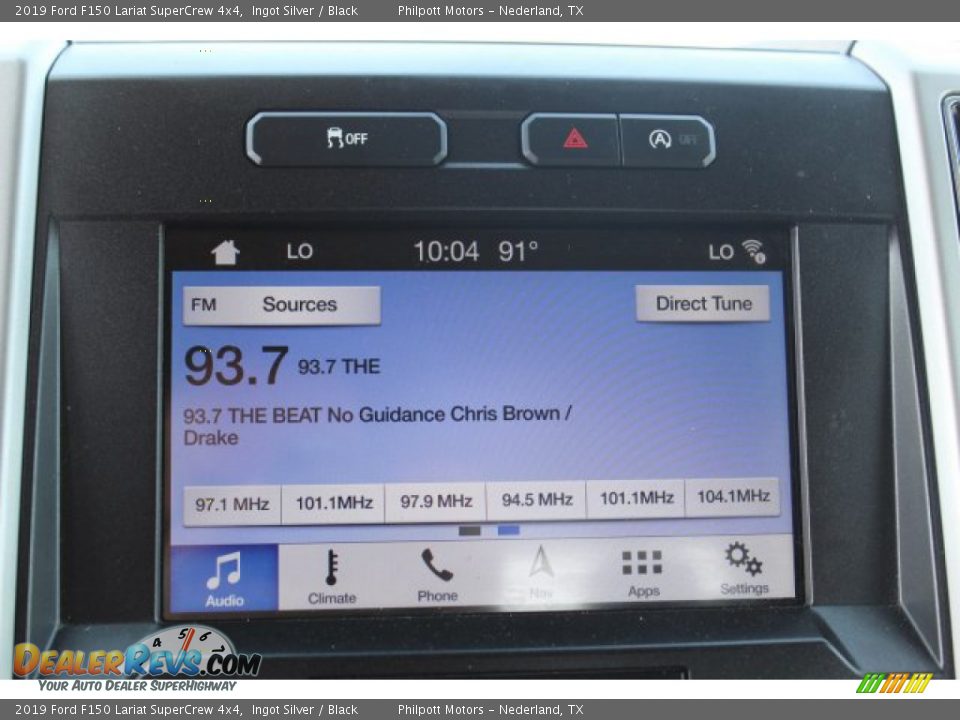 2019 Ford F150 Lariat SuperCrew 4x4, Ingot Silver / Black Philpott Motors – Nederland, TX
OFF
A OFF
LO 10:04 91° LO
FM Sources Direct Tune
93.7 93.7 THE
93.7 THE BEAT No Guidance Chris Brown /
Drake
97.1 MHz 101.1MHz 97.9 MHz 94.5 MHz 101.1MHz 104.1MHz
Audio Climate Phone Nav Apps Settings
4 5 6
DEALERREVS.COM
YOUR AUTO DEALER SUPERHIGHWAY
2019 Ford F150 Lariat SuperCrew 4x4, Ingot Silver / Black Philpott Motors – Nederland, TX